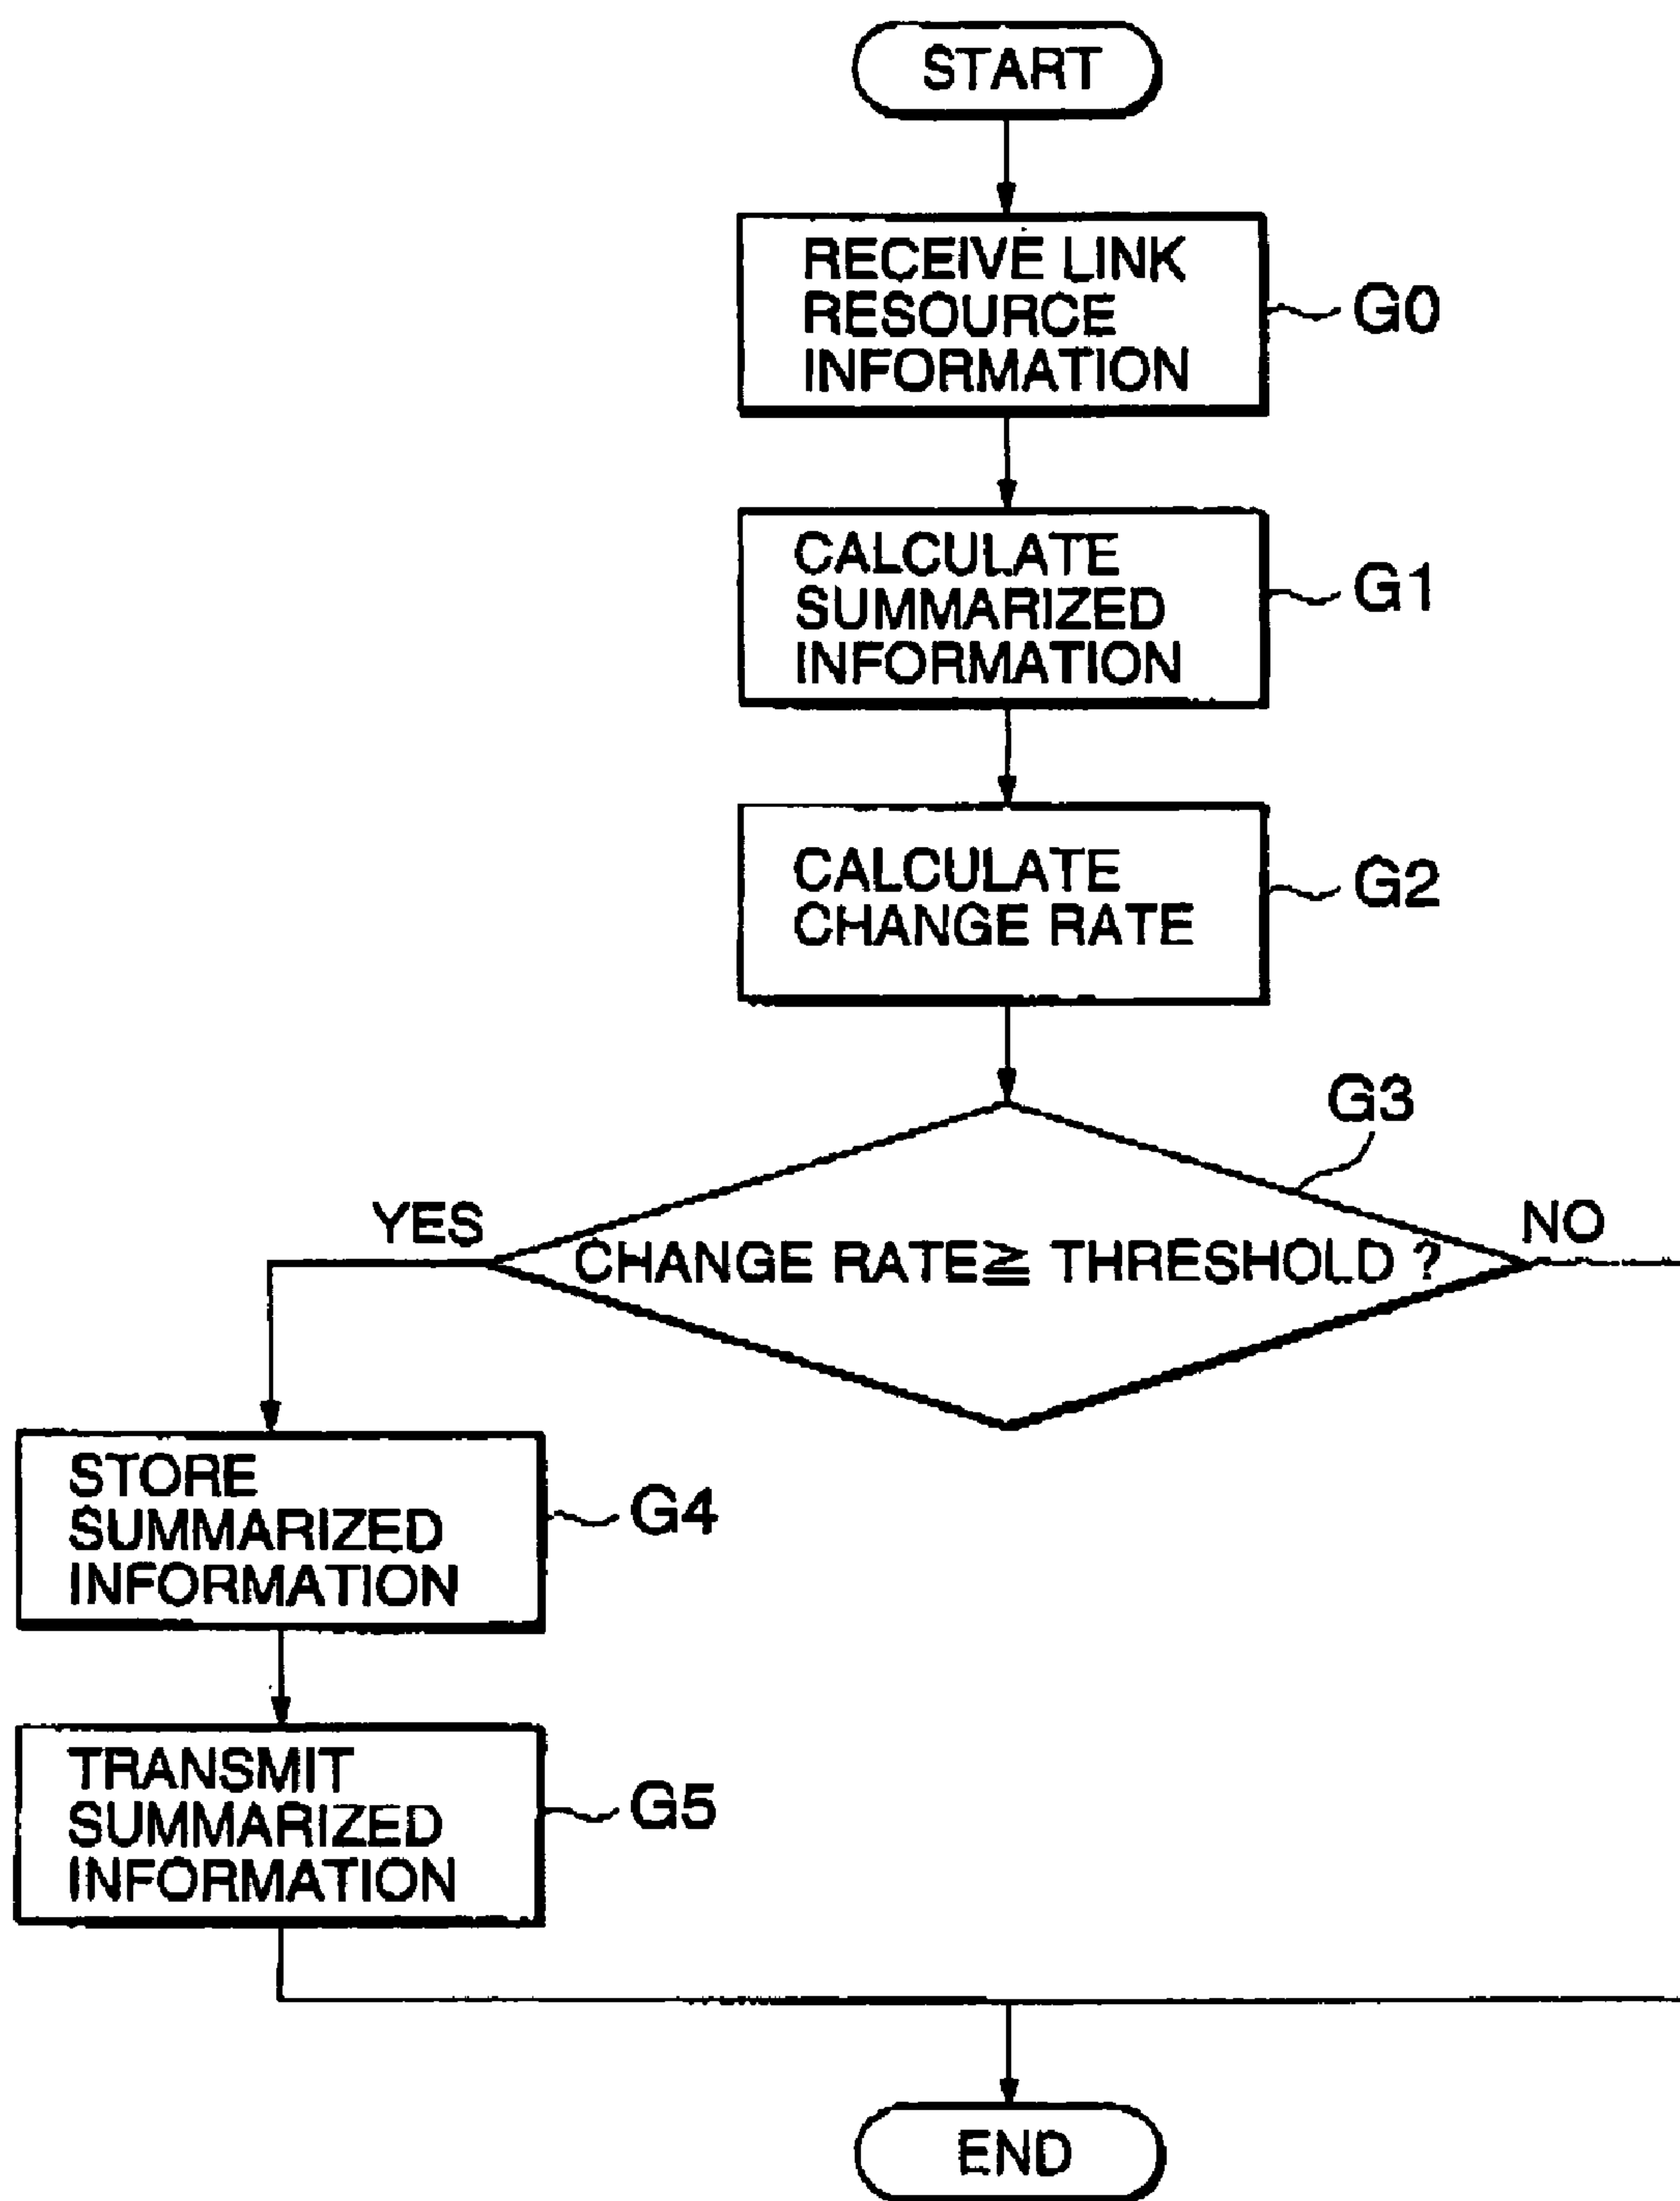 START
RECEIVE LINK
RESOURCE
INFORMATION
G0
CALCULATE
SUMMARIZED
INFORMATION
G1
CALCULATE
CHANGE RATE
G2
G3
YES
CHANGE RATE≧ THRESHOLD ?
NO
STORE
SUMMARIZED
INFORMATION
G4
TRANSMIT
SUMMARIZED
INFORMATION
G5
END